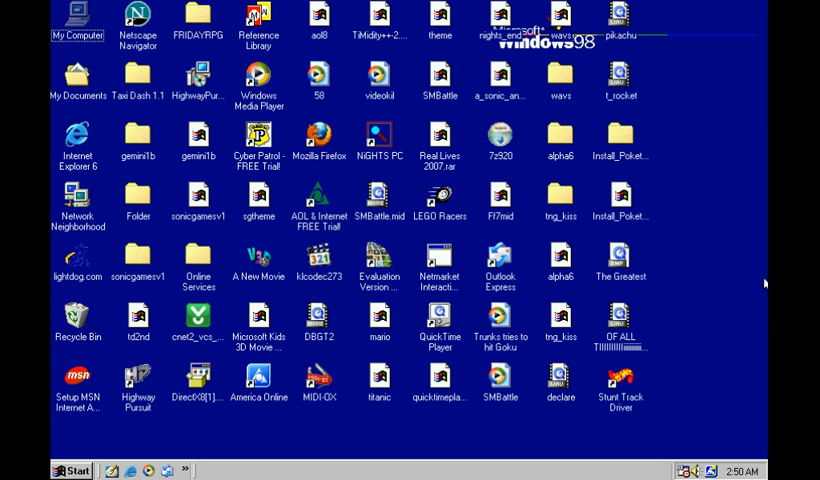 Microsoft
Windows98
My Computer
Netscape
Navigator
FRIDAYRPG
Reference
Library
aol8
TiMidity++-2....
theme
nights_end
wavs
pikachu
My Documents
Taxi Dash 1.1
HighwayPur...
Windows
Media Player
58
videokil
SMBattle
a_sonic_an...
wavs
t_rocket
Internet
Explorer 6
gemini1b
gemini1b
Cyber Patrol -
FREE Trial!
Mozilla Firefox
NiGHTS PC
Real Lives
2007.rar
7z920
alpha6
Install_Poket...
Network
Neighborhood
Folder
sonicgamesv1
sgtheme
AOL & Internet
FREE Trial!
SMBattle.mid
LEGO Racers
Ff7mid
tng_kiss
Install_Poket...
lightdog.com
sonicgamesv1
Online
Services
A New Movie
klcodec273
Evaluation
Version ...
Netmarket
Interacti...
Outlook
Express
alpha6
The Greatest
Recycle Bin
td2nd
cnet2_vcs_...
Microsoft Kids
3D Movie ...
DBGT2
mario
QuickTime
Player
Trunks tries to
hit Goku
tng_kiss
OF ALL
Setup MSN
Internet A...
Highway
Pursuit
DirectX8[1]....
America Online
MIDI-OX
titanic
quicktimepla...
SMBattle
declare
Stunt Track
Driver
Start
2:50 AM